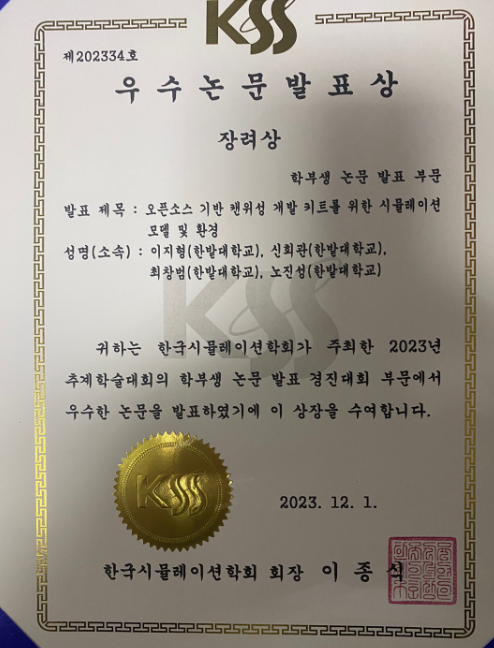 KSS
제202334호
우수논문발표상
장려상
학부생 논문 발표 부문
발표 제목 : 오픈소스 기반 캔위성 개발 키트를 위한 시뮬레이션
모델 및 환경
성명(소속) : 이지형(한밭대학교), 신희관(한밭대학교),
최창범(한밭대학교), 노진성(한밭대학교)
KSS
귀하는 한국시뮬레이션학회가 주최한 2023년
추계학술대회의 학부생 논문 발표 경진대회 부문에서
우수한 논문을 발표하였기에 이 상장을 수여합니다.
KSS
2023. 12. 1.
한국시뮬레이션학회 회장 이 종 식